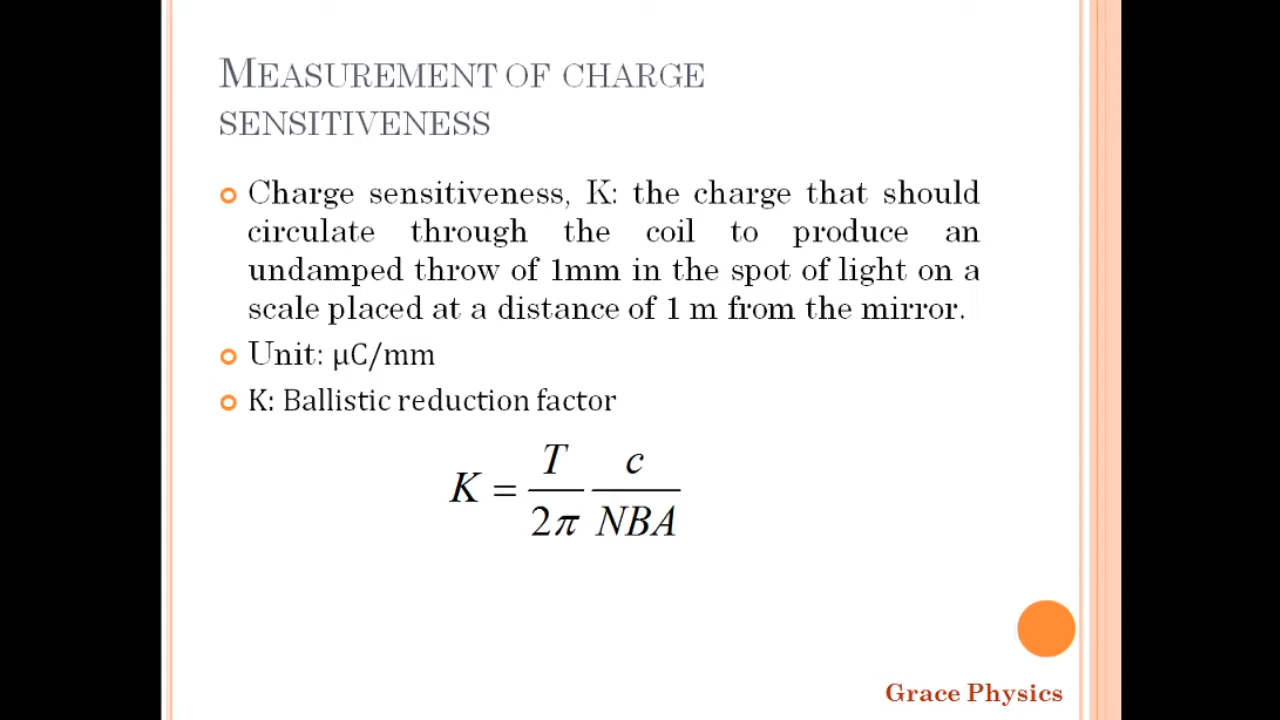 MEASUREMENT OF CHARGE
SENSITIVENESS
Charge sensitiveness, K: the charge that should
circulate through the coil to produce an
undamped throw of 1mm in the spot of light on a
scale placed at a distance of 1 m from the mirror.
Unit: μC/mm
K: Ballistic reduction factor
K = T/2π c/NBA
Grace Physics